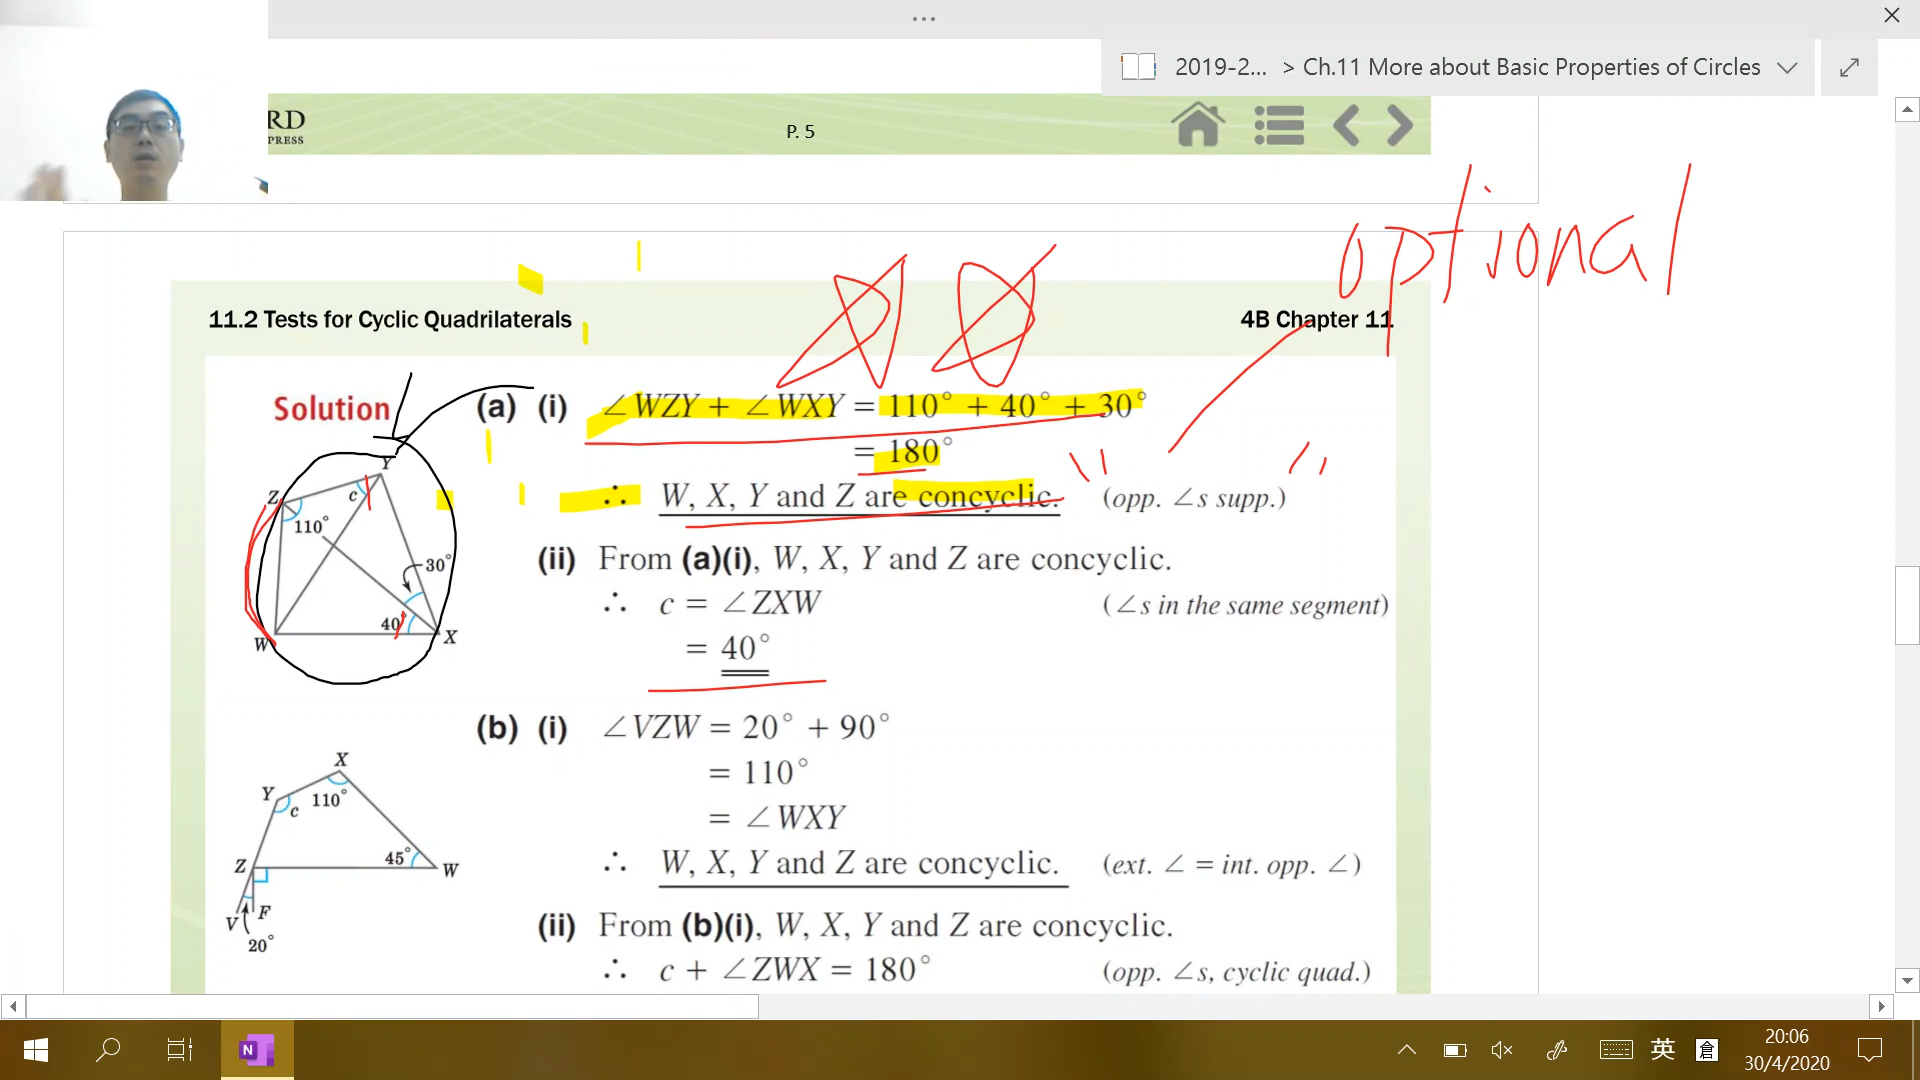 2019-2... > Ch.11 More about Basic Properties of Circles
RD
PRESS
P. 5
optional
11.2 Tests for Cyclic Quadrilaterals
4B Chapter 11
Solution
(a) (i) ∠WZY + ∠WXY = 110° + 40° + 30°
= 180°
∴ W, X, Y and Z are concyclic. (opp. ∠s supp.)
(ii) From (a)(i), W, X, Y and Z are concyclic.
∴ c = ∠ZXW (∠s in the same segment)
= 40°
Y
Z
c
110°
30°
40°
W
X
(b) (i) ∠VZW = 20° + 90°
= 110°
= ∠WXY
∴ W, X, Y and Z are concyclic. (ext. ∠ = int. opp. ∠)
(ii) From (b)(i), W, X, Y and Z are concyclic.
∴ c + ∠ZWX = 180° (opp. ∠s, cyclic quad.)
X
Y
c
110°
Z
45°
W
V
F
20°
N
英
倉
20:06
30/4/2020